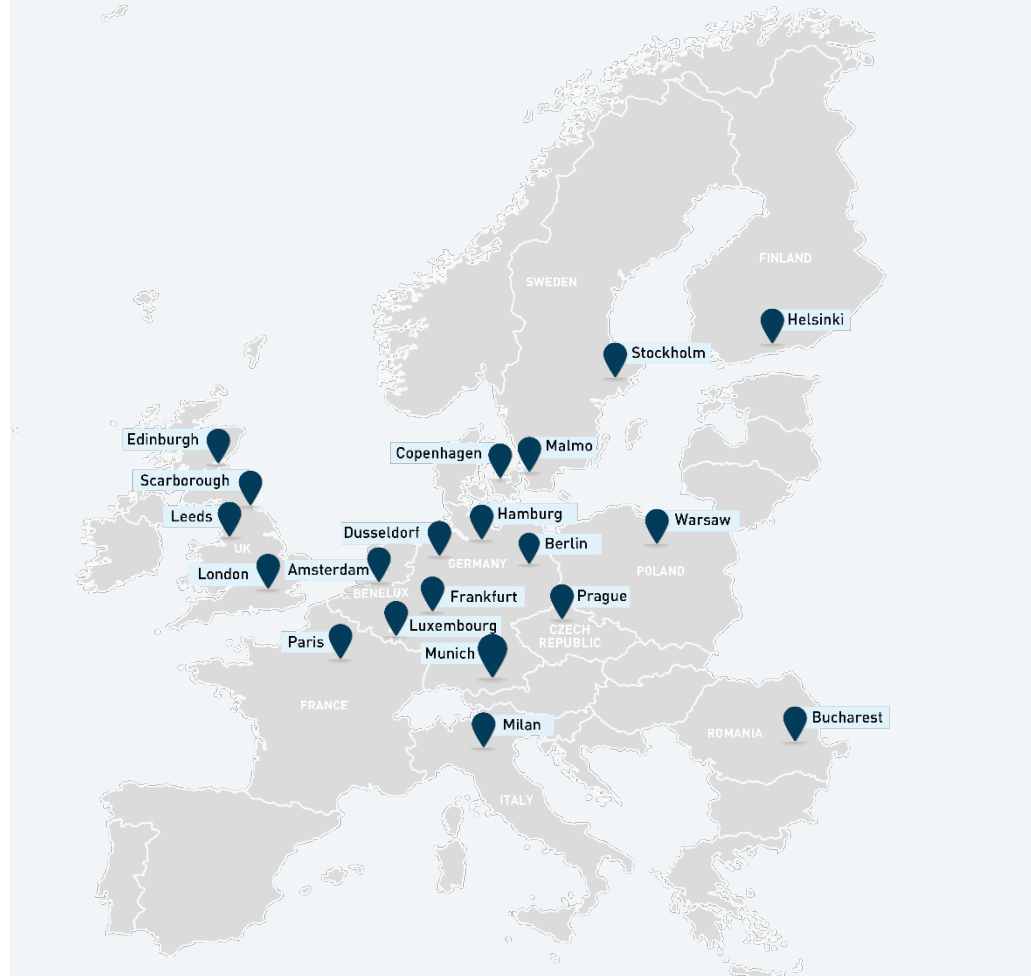 FINLAND
SWEDEN
Helsinki
Stockholm
Edinburgh
Malmo
Copenhagen
Scarborough
Leeds
Hamburg
Warsaw
Dusseldorf
Berlin
UK
GERMANY
London
Amsterdam
POLAND
BENELUX
Frankfurt
Prague
Luxembourg
CZECH
REPUBLIC
Paris
Munich
FRANCE
Bucharest
Milan
ROMANIA
ITALY